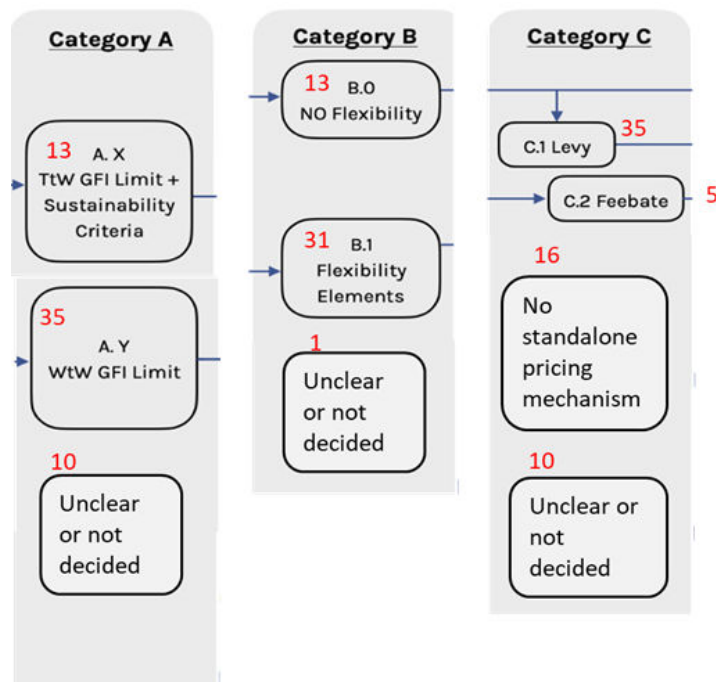 Category A
13
A. X
TtW GFI Limit +
Sustainability
Criteria
35
A. Y
WtW GFI Limit
10
Unclear
or not
decided
Category B
13
B.0
NO Flexibility
31
B.1
Flexibility
Elements
1
Unclear
or not
decided
Category C
35
C.1 Levy
C.2 Feebate
5
16
No
standalone
pricing
mechanism
10
Unclear or
not
decided